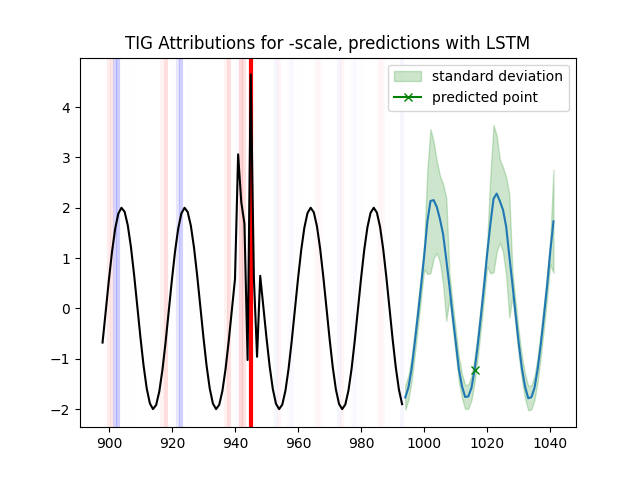 TIG Attributions for -scale, predictions with LSTM
standard deviation
predicted point
4
3
2
1
0
−1
−2
900 920 940 960 980 1000 1020 1040